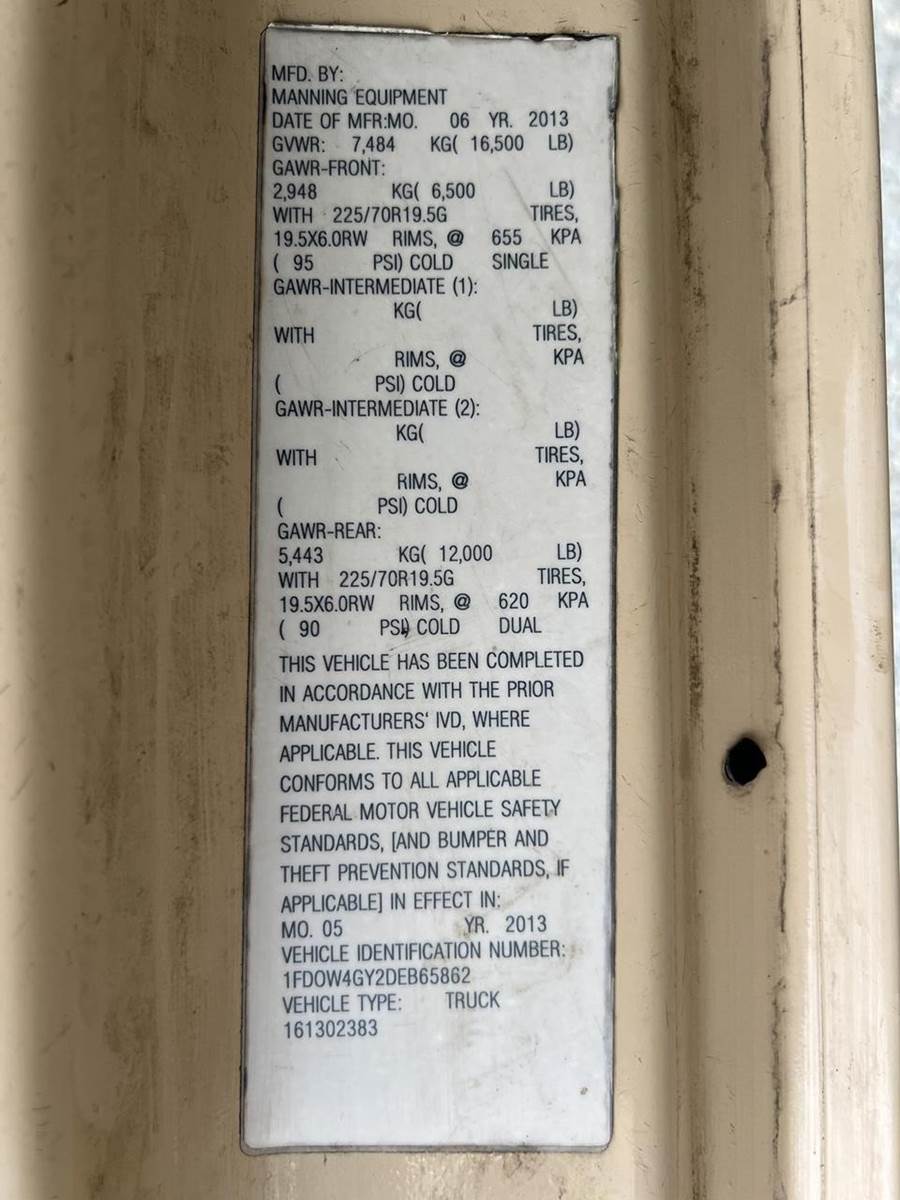 MFD. BY:
MANNING EQUIPMENT
DATE OF MFR:MO. 06 YR. 2013
GVWR: 7,484 KG( 16,500 LB)
GAWR-FRONT:
2,948 KG( 6,500 LB)
WITH 225/70R19.5G TIRES,
19.5X6.0RW RIMS, @ 655 KPA
( 95 PSI) COLD SINGLE
GAWR-INTERMEDIATE (1):
KG( LB)
WITH TIRES,
RIMS, @ KPA
( PSI) COLD
GAWR-INTERMEDIATE (2):
KG( LB)
WITH TIRES,
RIMS, @ KPA
( PSI) COLD
GAWR-REAR:
5,443 KG( 12,000 LB)
WITH 225/70R19.5G TIRES,
19.5X6.0RW RIMS, @ 620 KPA
( 90 PSI) COLD DUAL
THIS VEHICLE HAS BEEN COMPLETED
IN ACCORDANCE WITH THE PRIOR
MANUFACTURERS' IVD, WHERE
APPLICABLE. THIS VEHICLE
CONFORMS TO ALL APPLICABLE
FEDERAL MOTOR VEHICLE SAFETY
STANDARDS, [AND BUMPER AND
THEFT PREVENTION STANDARDS, IF
APPLICABLE] IN EFFECT IN:
MO. 05 YR. 2013
VEHICLE IDENTIFICATION NUMBER:
1FDOW4GY2DEB65862
VEHICLE TYPE: TRUCK
161302383